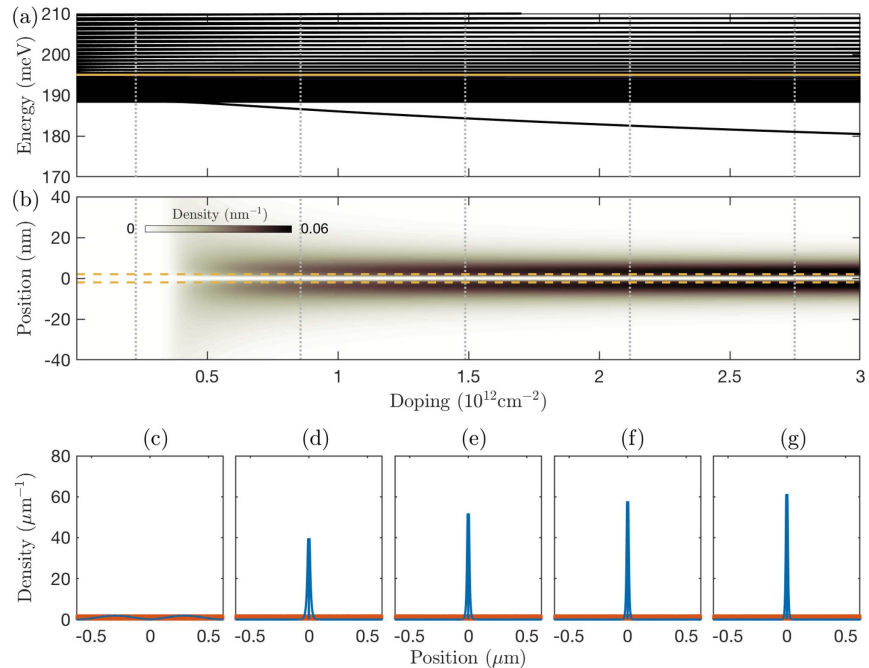 (a)
210
200
190
180
170
Energy (meV)
(b)
40
20
0
-20
-40
Position (nm)
Density (nm⁻¹)
0 0.06
0.5 1 1.5 2 2.5 3
Doping (10¹²cm⁻²)
(c) (d) (e) (f) (g)
80
60
40
20
0
Density (μm⁻¹)
-0.5 0 0.5 -0.5 0 0.5 -0.5 0 0.5 -0.5 0 0.5 -0.5 0 0.5
Position (μm)